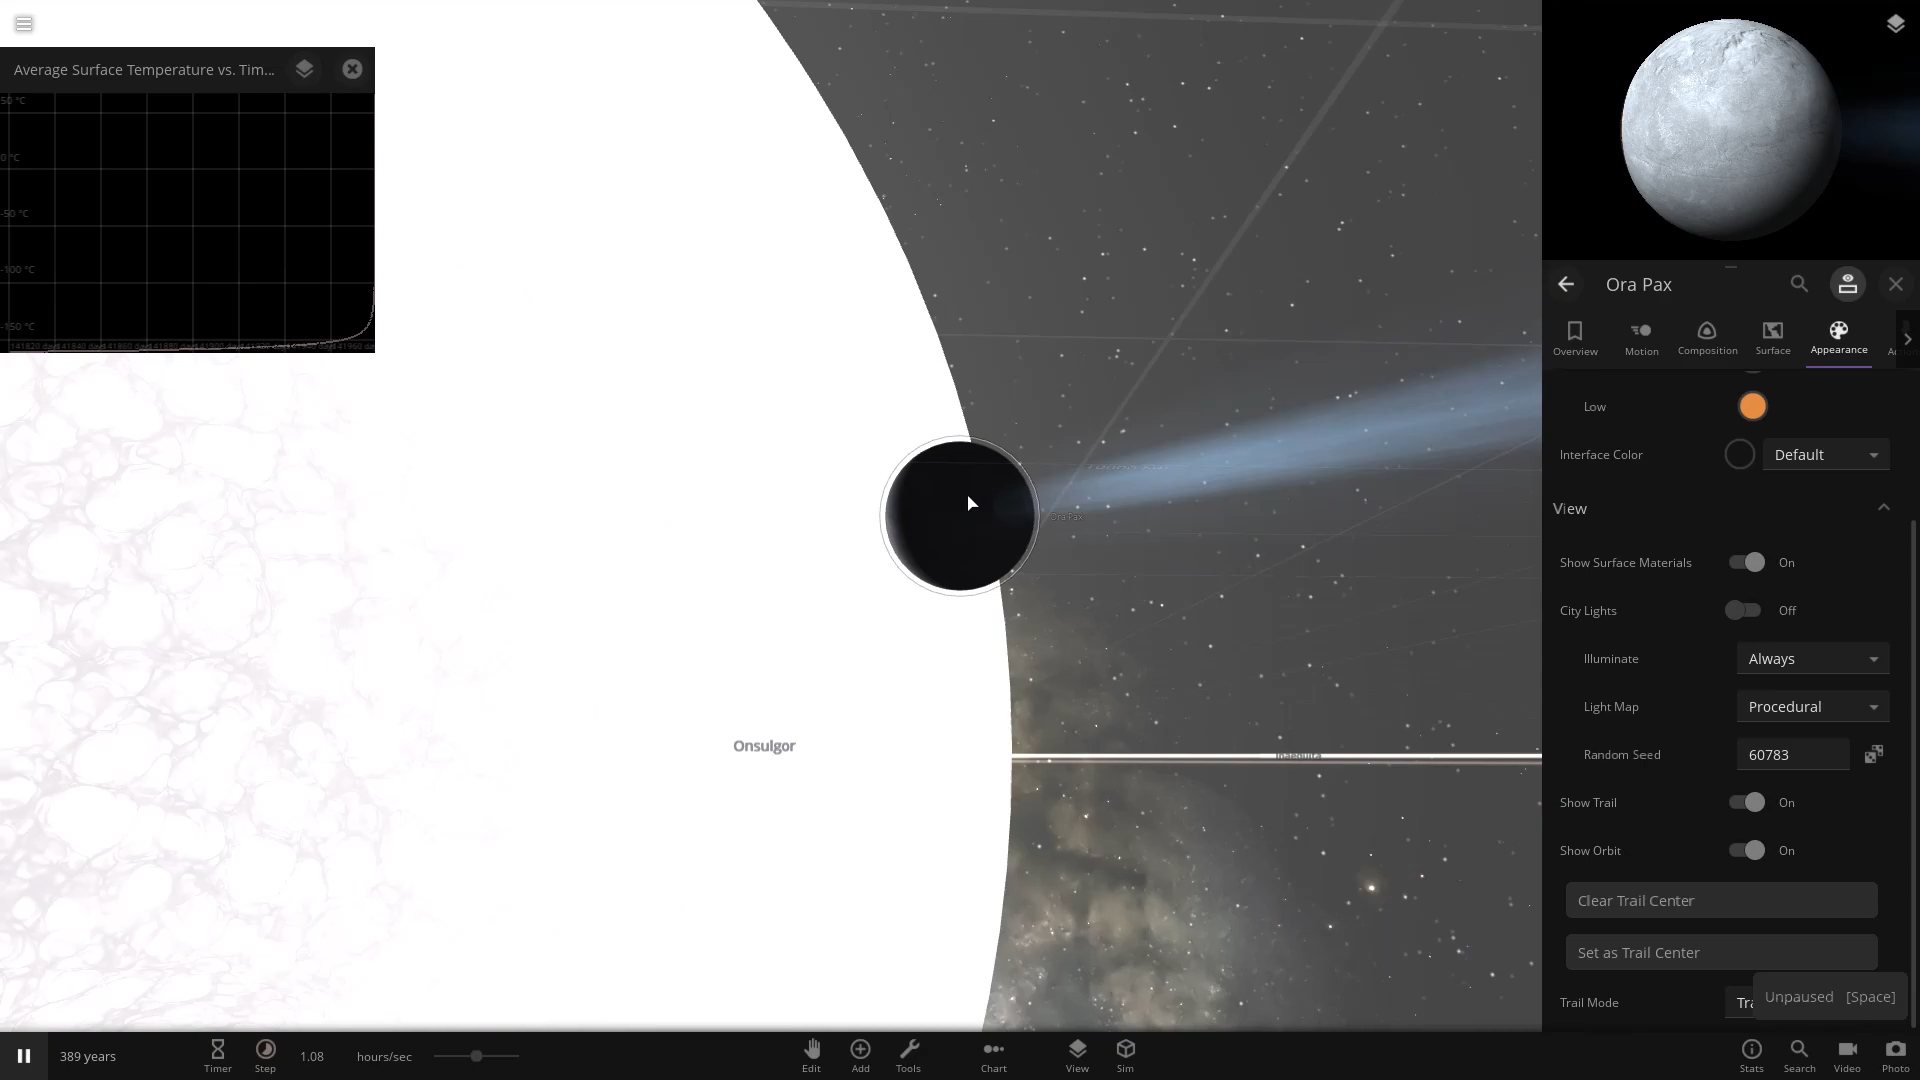 Average Surface Temperature vs. Tim...
50 °C
0 °C
-50 °C
-100 °C
-150 °C
Ora Pax
Onsulgor
Ora Pax
Overview
Motion
Composition
Surface
Appearance
Low
Interface Color
Default
View
Show Surface Materials
On
City Lights
Off
Illuminate
Always
Light Map
Procedural
Random Seed
60783
Show Trail
On
Show Orbit
On
Clear Trail Center
Set as Trail Center
Trail Mode
Tra
Unpaused [Space]
389 years
Timer
Step
1.08
hours/sec
Edit
Add
Tools
Chart
View
Sim
Stats
Search
Video
Photo